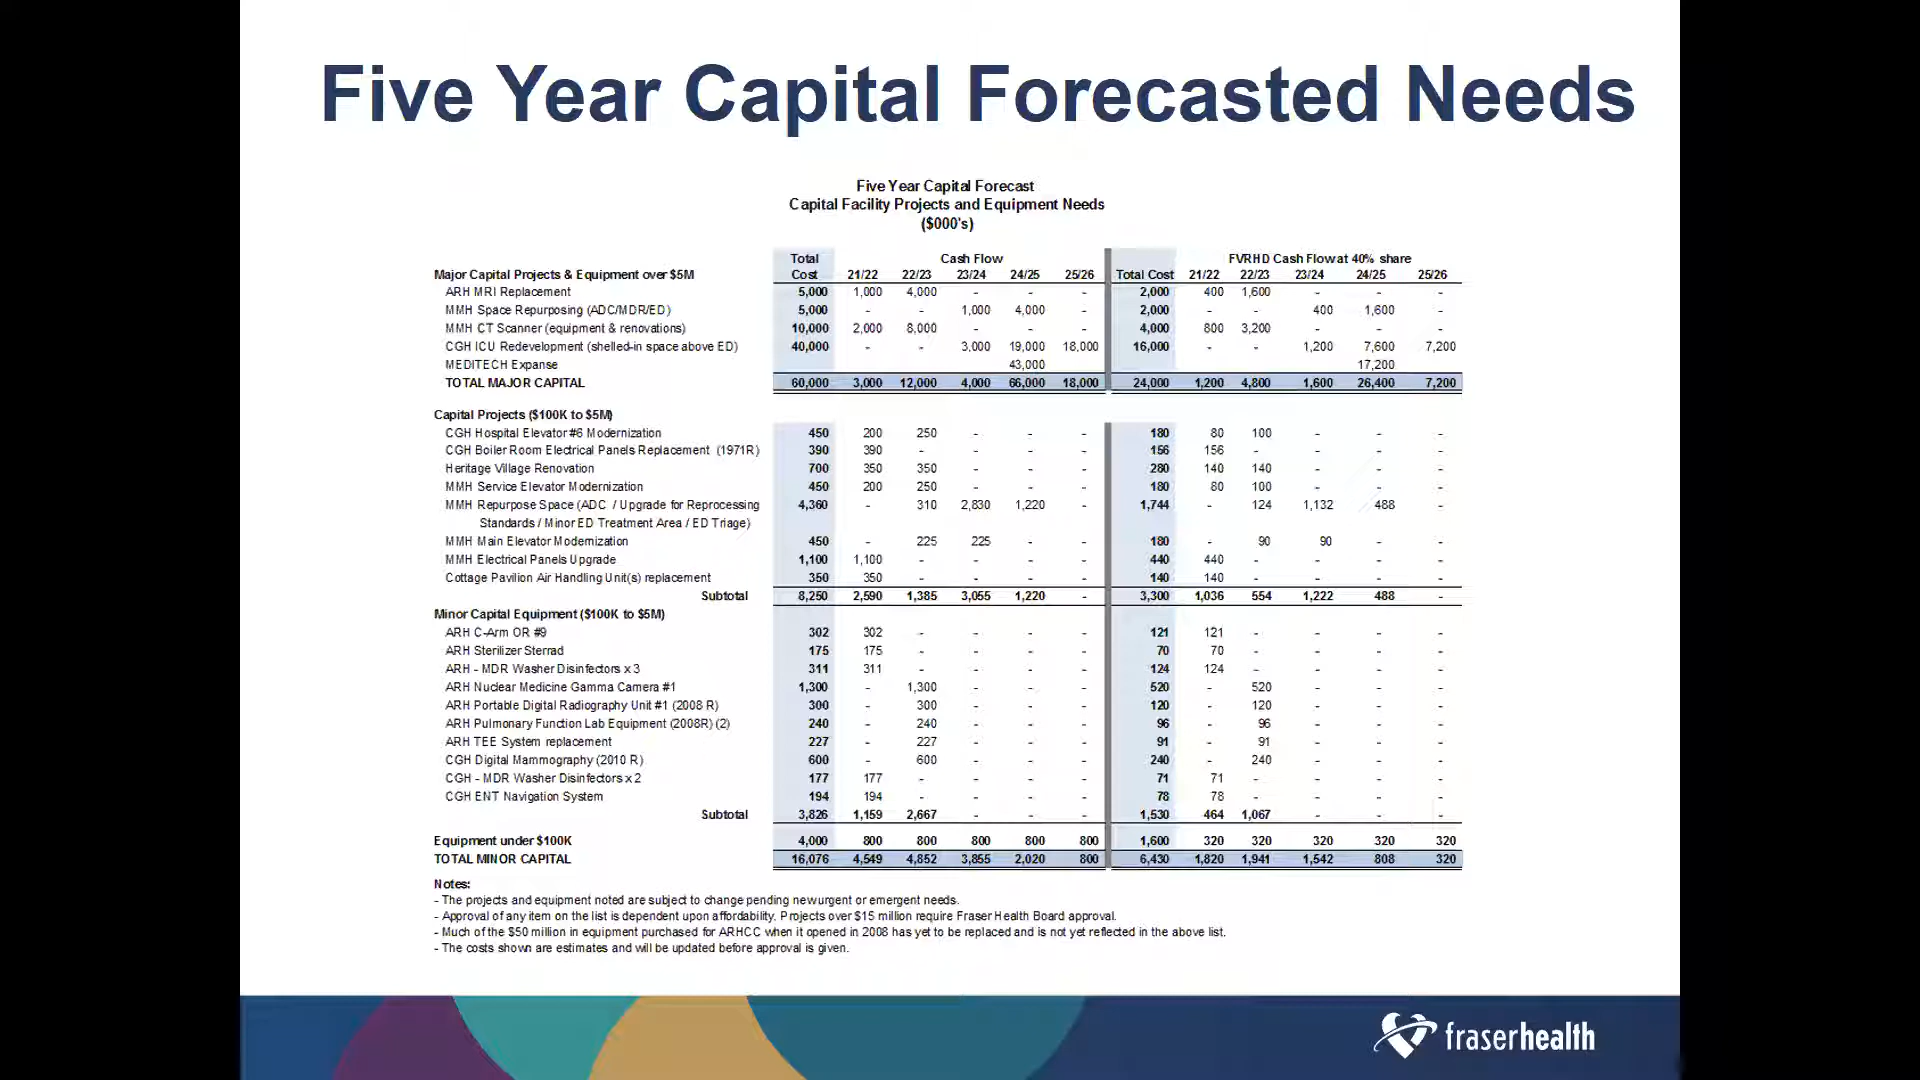 Five Year Capital Forecasted Needs
Five Year Capital Forecast
Capital Facility Projects and Equipment Needs
($000's)
Total Cash Flow FVRHD Cash Flow at 40% share
Major Capital Projects & Equipment over $5M Cost 21/22 22/23 23/24 24/25 25/26 Total Cost 21/22 22/23 23/24 24/25 25/26
ARH MRI Replacement 5,000 1,000 4,000 - - - 2,000 400 1,600 - - -
MMH Space Repurposing (ADC/MDR/ED) 5,000 - - 1,000 4,000 - 2,000 - - 400 1,600 -
MMH CT Scanner (equipment & renovations) 10,000 2,000 8,000 - - - 4,000 800 3,200 - - -
CGH ICU Redevelopment (shelled-in space above ED) 40,000 - - 3,000 19,000 18,000 16,000 - - 1,200 7,600 7,200
MEDITECH Expanse 43,000 17,200
TOTAL MAJOR CAPITAL 60,000 3,000 12,000 4,000 66,000 18,000 24,000 1,200 4,800 1,600 26,400 7,200
Capital Projects ($100K to $5M)
CGH Hospital Elevator #6 Modernization 450 200 250 - - - 180 80 100 - - -
CGH Boiler Room Electrical Panels Replacement (1971R) 390 390 - - - - 156 156 - - - -
Heritage Village Renovation 700 350 350 - - - 280 140 140 - - -
MMH Service Elevator Modernization 450 200 250 - - - 180 80 100 - - -
MMH Repurpose Space (ADC / Upgrade for Reprocessing 4,360 - 310 2,830 1,220 - 1,744 - 124 1,132 488 -
Standards / Minor ED Treatment Area / ED Triage)
MMH Main Elevator Modernization 450 - 225 225 - - 180 - 90 90 - -
MMH Electrical Panels Upgrade 1,100 1,100 - - - - 440 440 - - - -
Cottage Pavilion Air Handling Unit(s) replacement 350 350 - - - - 140 140 - - - -
Subtotal 8,250 2,590 1,385 3,055 1,220 - 3,300 1,036 554 1,222 488 -
Minor Capital Equipment ($100K to $5M)
ARH C-Arm OR #9 302 302 - - - - 121 121 - - - -
ARH Sterilizer Sterrad 175 175 - - - - 70 70 - - - -
ARH - MDR Washer Disinfectors x 3 311 311 - - - - 124 124 - - - -
ARH Nuclear Medicine Gamma Camera #1 1,300 - 1,300 - - - 520 - 520 - - -
ARH Portable Digital Radiography Unit #1 (2008 R) 300 - 300 - - - 120 - 120 - - -
ARH Pulmonary Function Lab Equipment (2008R) (2) 240 - 240 - - - 96 - 96 - - -
ARH TEE System replacement 227 - 227 - - - 91 - 91 - - -
CGH Digital Mammography (2010 R) 600 - 600 - - - 240 - 240 - - -
CGH - MDR Washer Disinfectors x 2 177 177 - - - - 71 71 - - - -
CGH ENT Navigation System 194 194 - - - - 78 78 - - - -
Subtotal 3,826 1,159 2,667 - - - 1,530 464 1,067 - - -
Equipment under $100K 4,000 800 800 800 800 800 1,600 320 320 320 320 320
TOTAL MINOR CAPITAL 16,076 4,549 4,852 3,855 2,020 800 6,430 1,820 1,941 1,542 808 320
Notes:
- The projects and equipment noted are subject to change pending new urgent or emergent needs.
- Approval of any item on the list is dependent upon affordability. Projects over $15 million require Fraser Health Board approval.
- Much of the $50 million in equipment purchased for ARHCC when it opened in 2008 has yet to be replaced and is not yet reflected in the above list.
- The costs shown are estimates and will be updated before approval is given.
fraserhealth